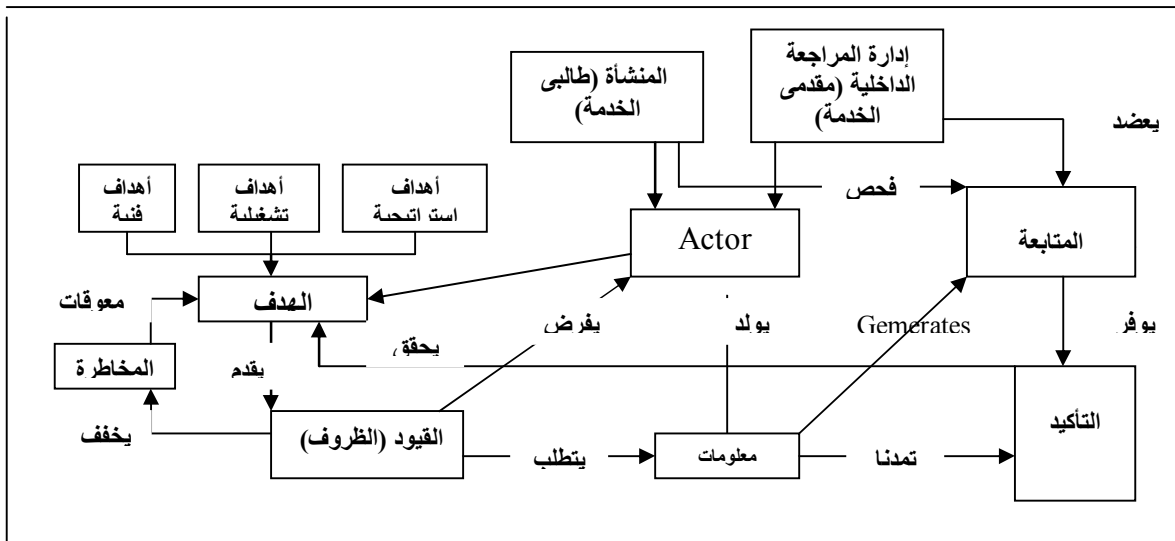 إدارة المراجعة
الداخلية (مقدمى
الخدمة)
المنشأة (طالبى
الخدمة)
يعضد
أهداف
استراتيجية
أهداف
تشغيلية
أهداف
فنية
فحص
المتابعة
Actor
الهدف
معوقات
يوفر
Gemerates
يولد
يفرض
يحقق
يقدم
المخاطرة
التأكيد
القيود (الظروف)
يخفف
يتطلب
معلومات
تمدنا